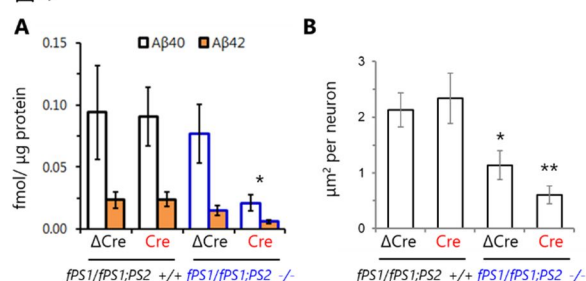 A
B
Aβ40 Aβ42
fmol/ μg protein
0.15
0.10
0.05
0.00
*
ΔCre Cre ΔCre Cre
fPS1/fPS1;PS2 +/+ fPS1/fPS1;PS2 -/-
μm² per neuron
3
2
1
0
*
**
ΔCre Cre ΔCre Cre
fPS1/fPS1;PS2 +/+ fPS1/fPS1;PS2 -/-